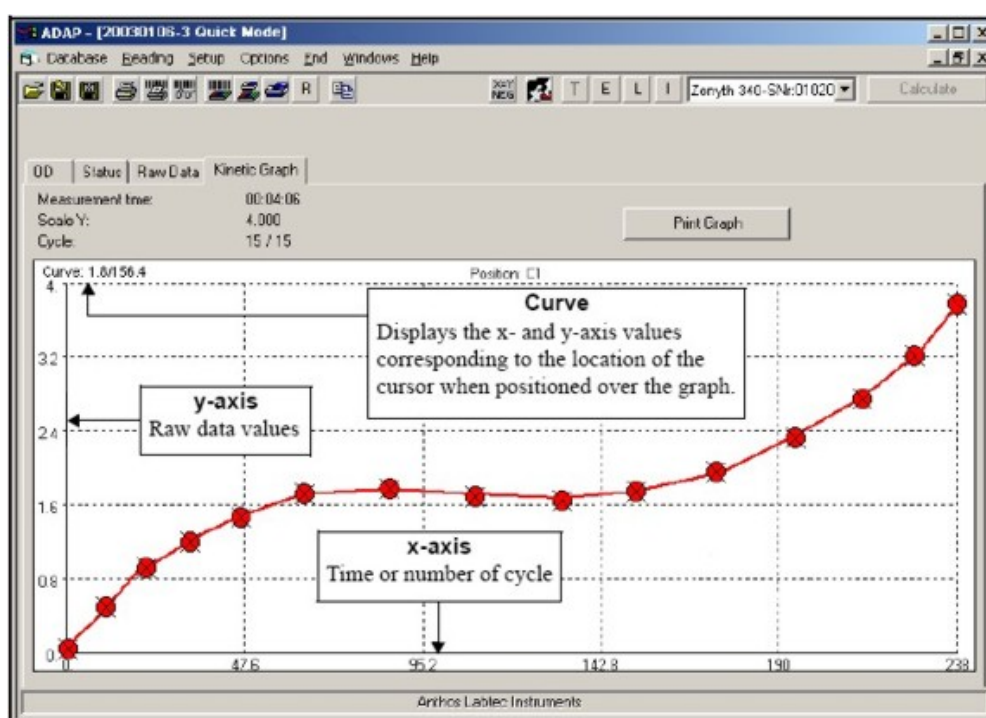 ADAP - [20030106-3 Quick Mode]
Database Reading Setup Options End Windows Help
R X=Y NEG T E L I Zenyth 340-SNr:01020 Calculate
OD Status Raw Data Kinetic Graph
Measurement time: 00:04:06
Scale Y: 4.000
Cycle: 15 / 15
Print Graph
Curve: 1.8/156.4
Position: C1
4.
3.2
2.4
1.6
0.8
0.
Curve
Displays the x- and y-axis values
corresponding to the location of the
cursor when positioned over the graph.
y-axis
Raw data values
x-axis
Time or number of cycle
0. 47.6 95.2 142.8 190 238
Anthos Labtec Instruments